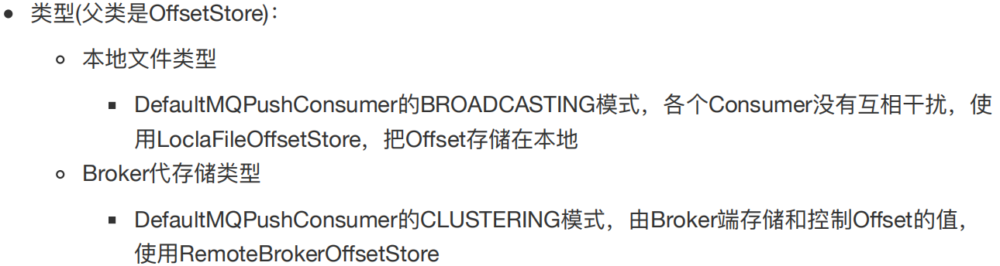 类型(父类是OffsetStore)：
本地文件类型
DefaultMQPushConsumer的BROADCASTING模式，各个Consumer没有互相干扰，使
用LoclaFileOffsetStore，把Offset存储在本地
Broker代存储类型
DefaultMQPushConsumer的CLUSTERING模式，由Broker端存储和控制Offset的值，
使用RemoteBrokerOffsetStore